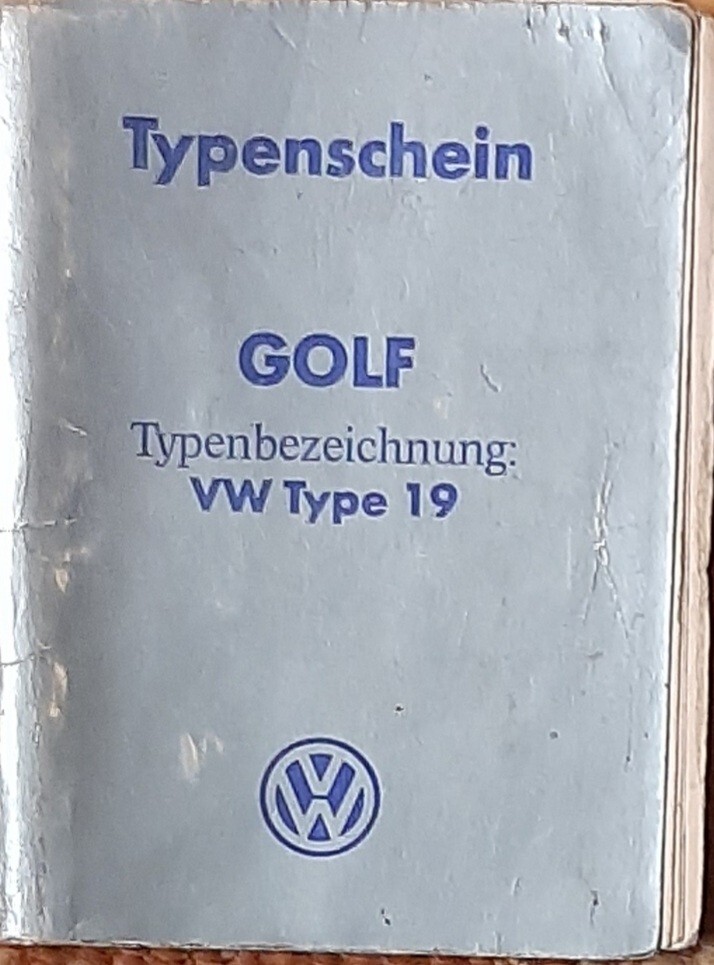 Typenschein
GOLF
Typenbezeichnung:
VW Type 19
VW